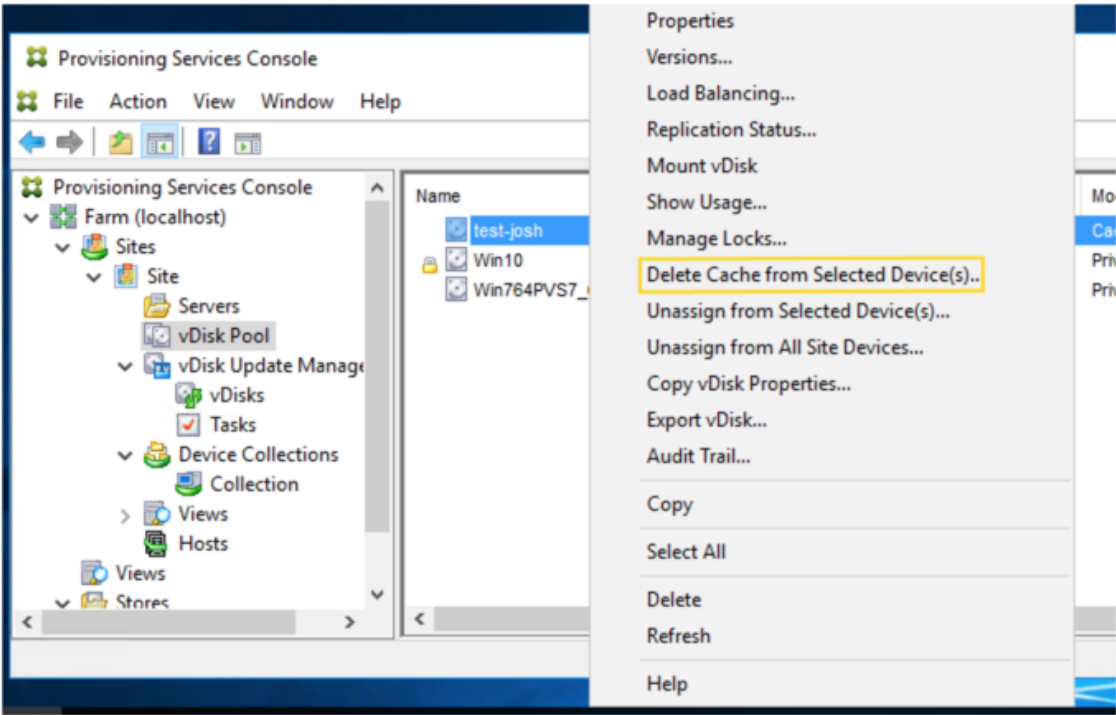 Provisioning Services Console
File Action View Window Help
Provisioning Services Console
Farm (localhost)
Sites
Site
Servers
vDisk Pool
vDisk Update Manage
vDisks
Tasks
Device Collections
Collection
Views
Hosts
Views
Stores
Name
test-josh
Win10
Win764PVS7_
Properties
Versions...
Load Balancing...
Replication Status...
Mount vDisk
Show Usage...
Manage Locks...
Delete Cache from Selected Device(s)..
Unassign from Selected Device(s)...
Unassign from All Site Devices...
Copy vDisk Properties...
Export vDisk...
Audit Trail...
Copy
Select All
Delete
Refresh
Help
Mo
Ca
Pri
Pri